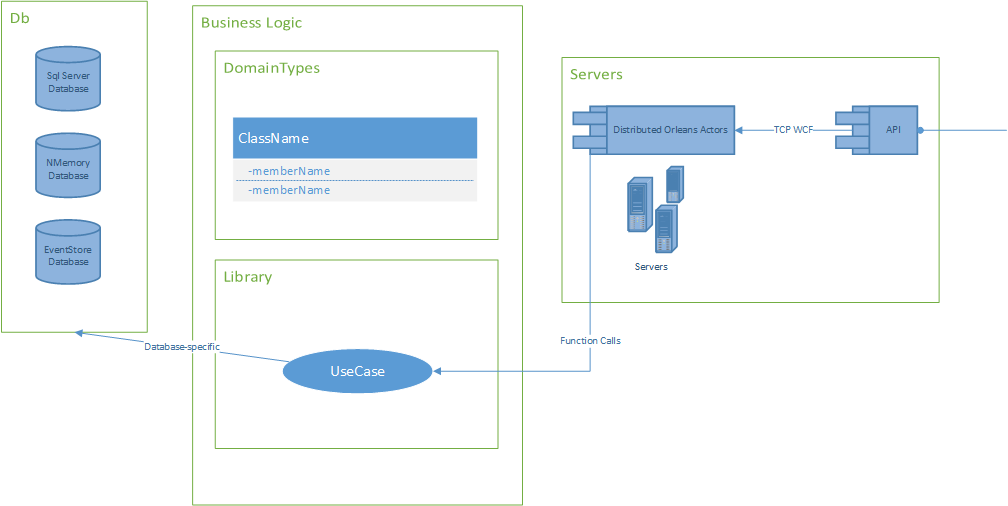 Db
Sql Server
Database
NMemory
Database
EventStore
Database
Business Logic
DomainTypes
ClassName
-memberName
-memberName
Library
UseCase
Database-specific
Servers
Distributed Orleans Actors
TCP WCF
API
Servers
Function Calls